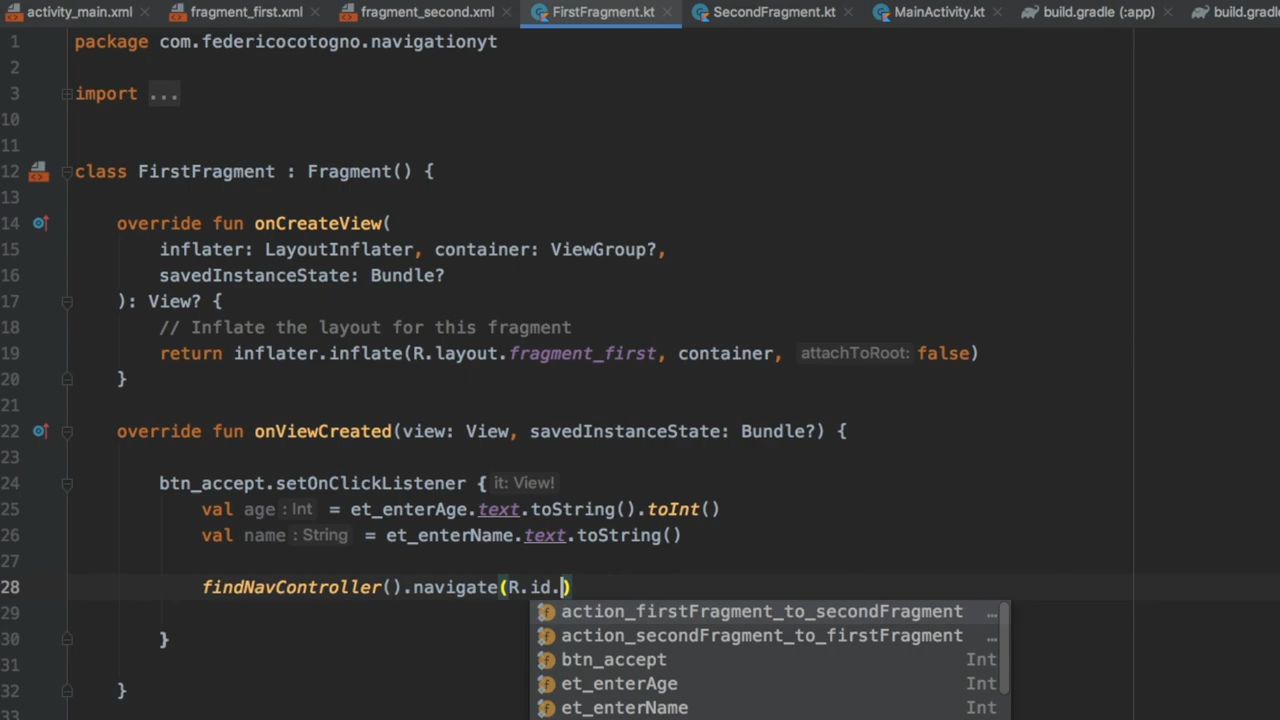 activity_main.xml fragment_first.xml fragment_second.xml FirstFragment.kt SecondFragment.kt MainActivity.kt build.gradle (:app) build.gradle
1 package com.federicocotogno.navigationyt
2
3 import ...
10
11
12 class FirstFragment : Fragment() {
13
14 override fun onCreateView(
15 inflater: LayoutInflater, container: ViewGroup?,
16 savedInstanceState: Bundle?
17 ): View? {
18 // Inflate the layout for this fragment
19 return inflater.inflate(R.layout.fragment_first, container, attachToRoot: false)
20 }
21
22 override fun onViewCreated(view: View, savedInstanceState: Bundle?) {
23
24 btn_accept.setOnClickListener { it: View!
25 val age : Int = et_enterAge.text.toString().toInt()
26 val name : String = et_enterName.text.toString()
27
28 findNavController().navigate(R.id.)
29 f action_firstFragment_to_secondFragment ...
30 } f action_secondFragment_to_firstFragment ...
31 f btn_accept Int
f et_enterAge Int
32 }
33 f et_enterName Int